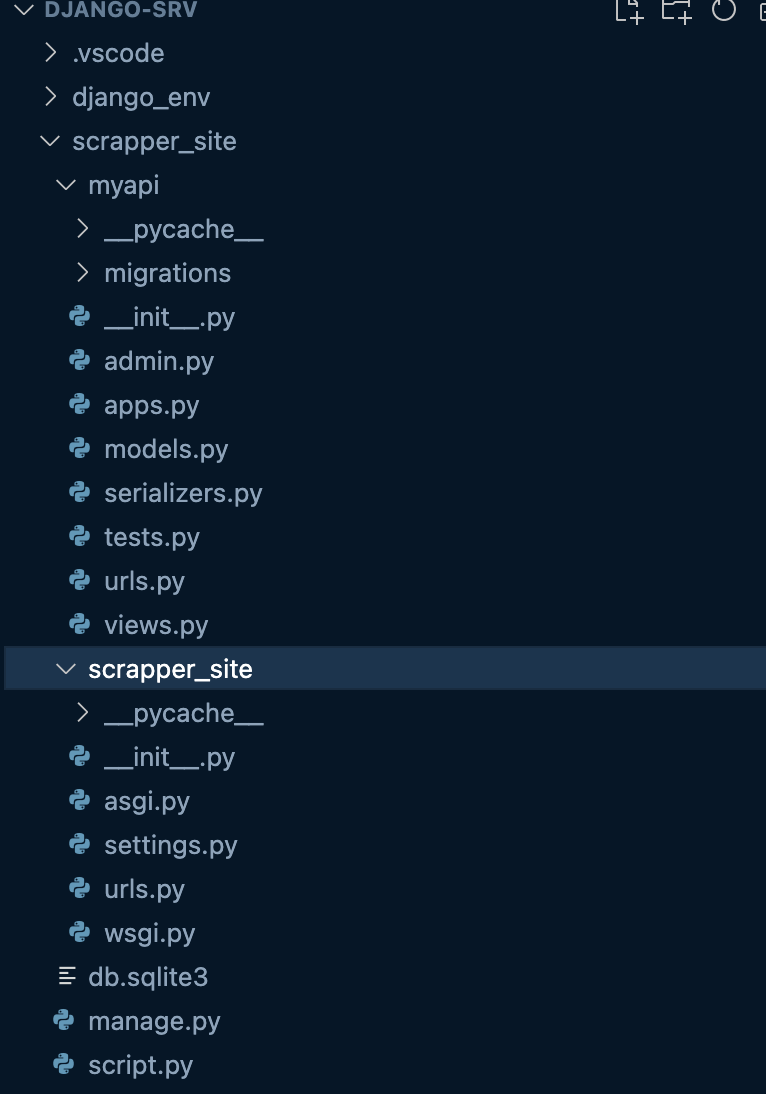 DJANGO-SRV
.vscode
django_env
scrapper_site
myapi
__pycache__
migrations
__init__.py
admin.py
apps.py
models.py
serializers.py
tests.py
urls.py
views.py
scrapper_site
__pycache__
__init__.py
asgi.py
settings.py
urls.py
wsgi.py
db.sqlite3
manage.py
script.py